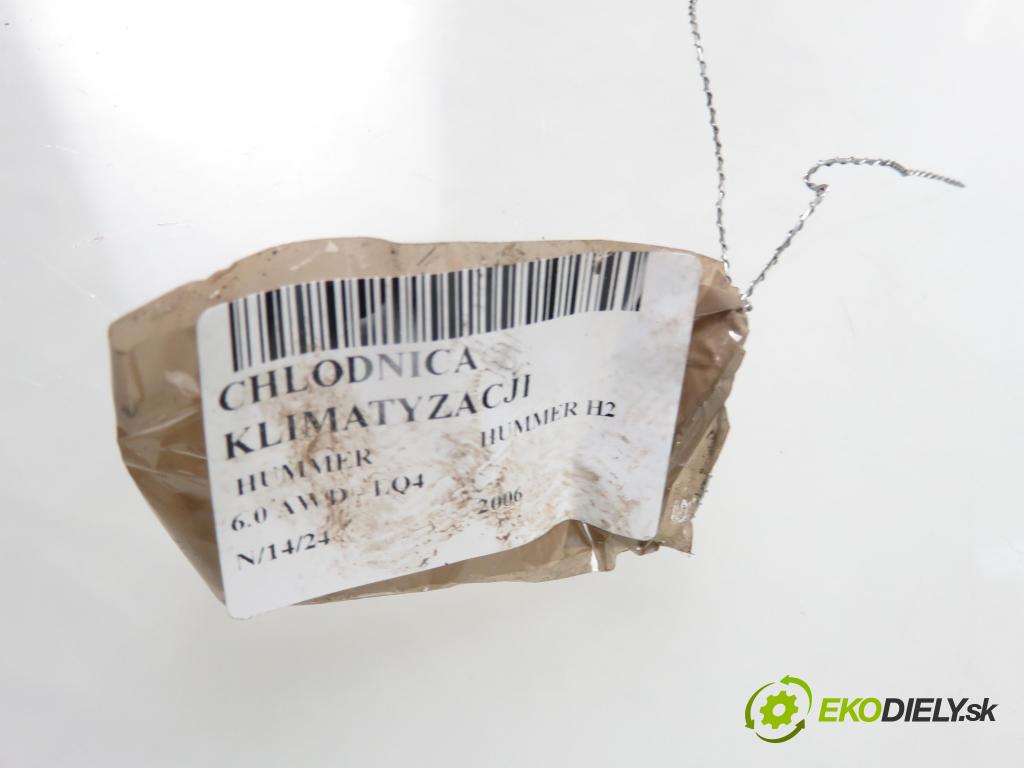 CHLODNICA
KLIMATYZACJI
HUMMER HUMMER H2
6.0 AWD - LQ4 2006
N/14/24
EKODIELY.sk